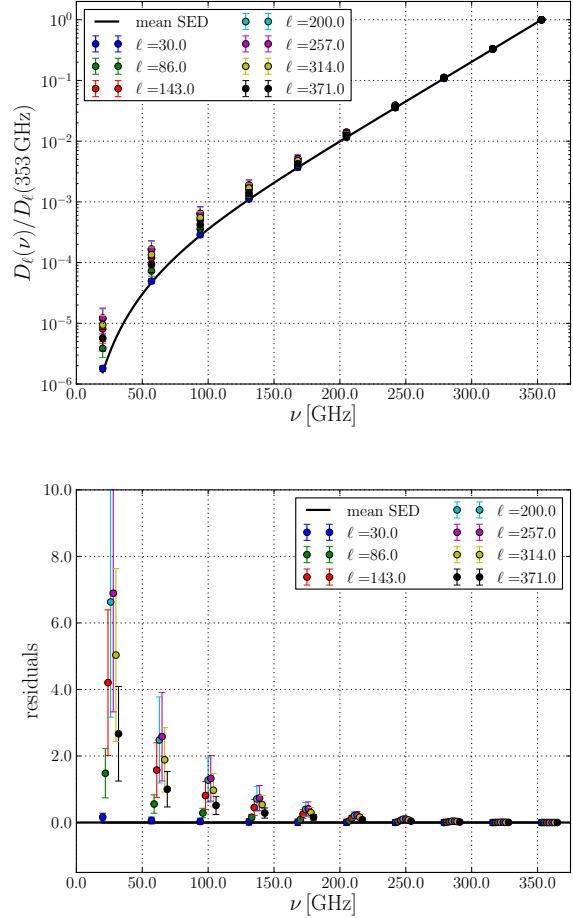 10⁰
10⁻¹
10⁻²
10⁻³
10⁻⁴
10⁻⁵
10⁻⁶
D_ℓ(ν)/D_ℓ(353 GHz)
mean SED
ℓ =30.0
ℓ =86.0
ℓ =143.0
ℓ =200.0
ℓ =257.0
ℓ =314.0
ℓ =371.0
0.0 50.0 100.0 150.0 200.0 250.0 300.0 350.0
ν [GHz]
10.0
8.0
6.0
4.0
2.0
0.0
residuals
mean SED
ℓ =30.0
ℓ =86.0
ℓ =143.0
ℓ =200.0
ℓ =257.0
ℓ =314.0
ℓ =371.0
0.0 50.0 100.0 150.0 200.0 250.0 300.0 350.0
ν [GHz]